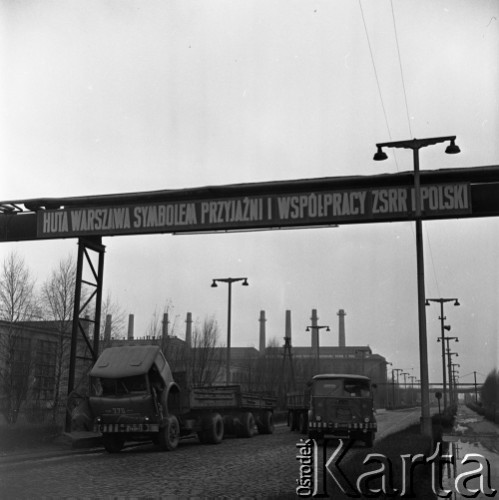 HUTA WARSZAWA SYMBOLEM PRZYJAŹNI I WSPÓŁPRACY ZSRR I POLSKI
Ośrodek
Karta